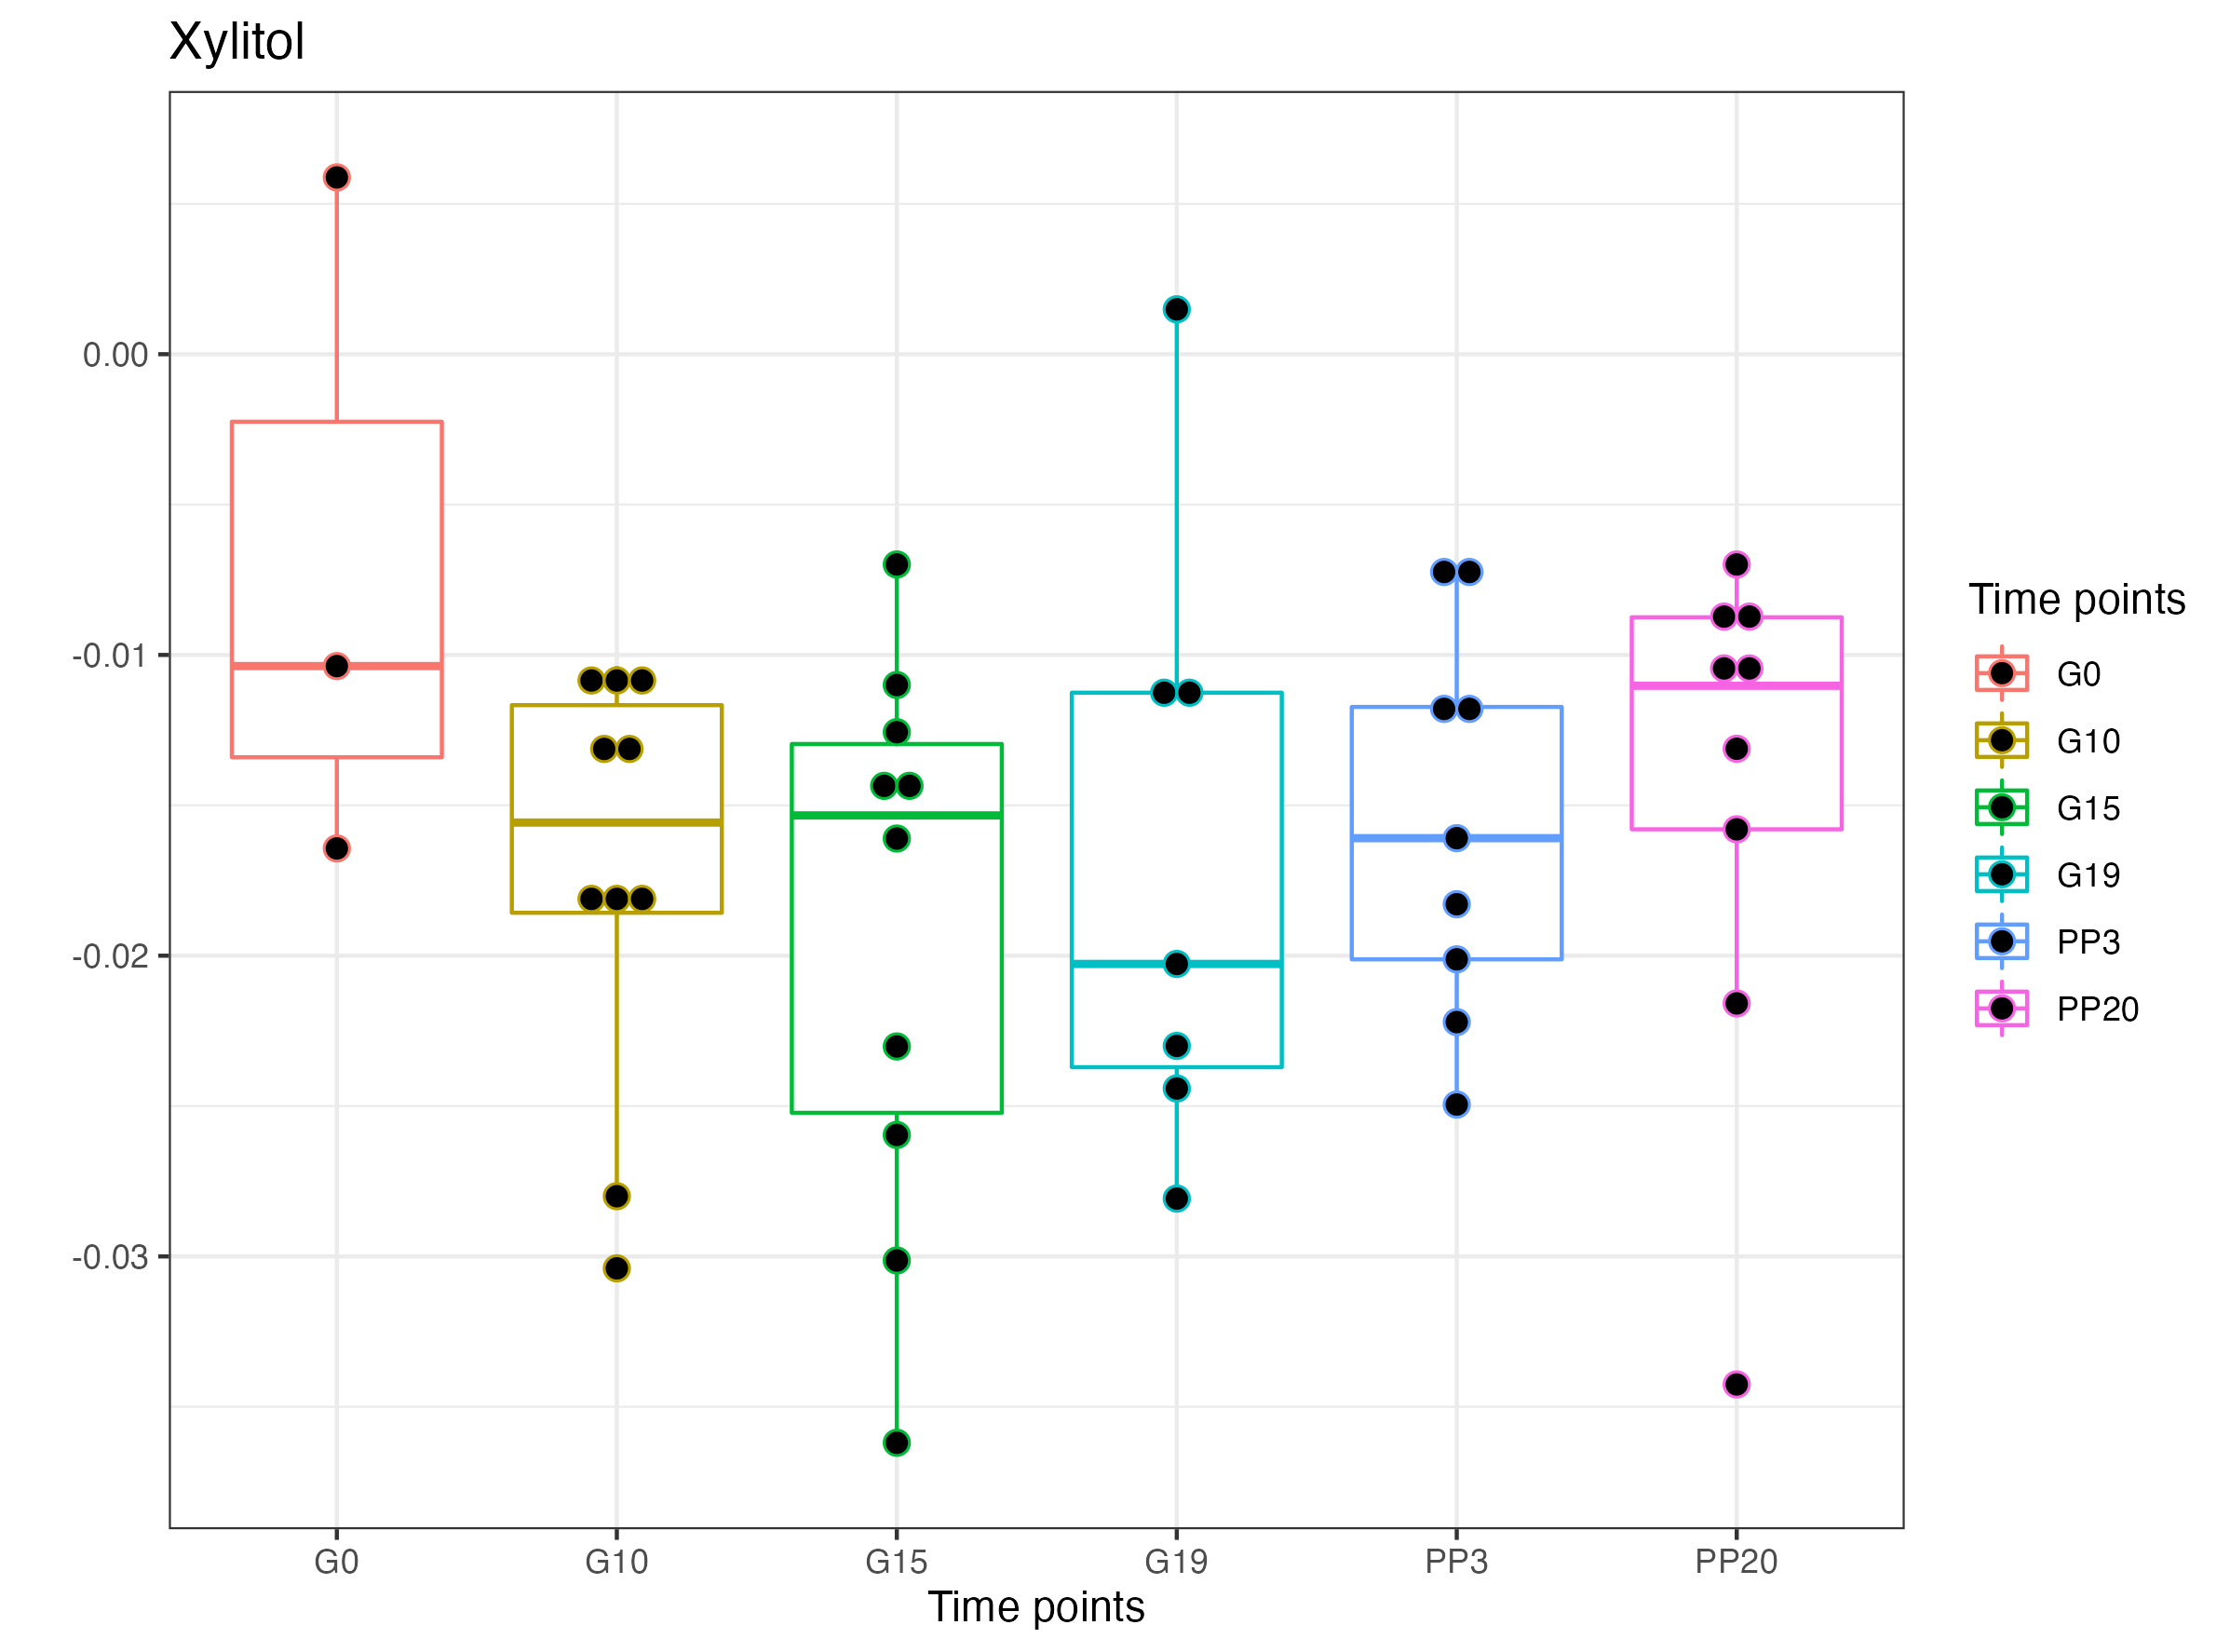 Xylitol
0.00
-0.01
-0.02
-0.03
G0 G10 G15 G19 PP3 PP20
Time points
Time points
G0
G10
G15
G19
PP3
PP20